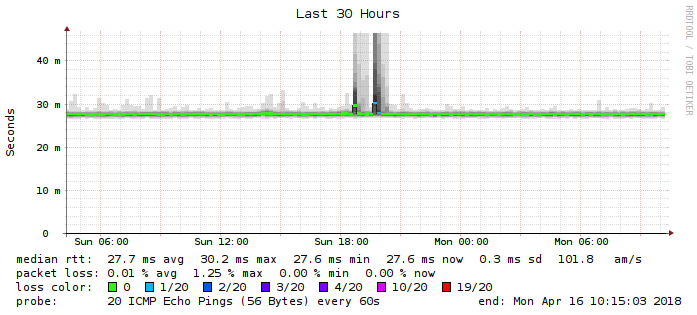 Last 30 Hours
RRDTOOL / TOBI OETIKER
Seconds
40 m
30 m
20 m
10 m
0
Sun 06:00 Sun 12:00 Sun 18:00 Mon 00:00 Mon 06:00
median rtt: 27.7 ms avg 30.2 ms max 27.6 ms min 27.6 ms now 0.3 ms sd 101.8 am/s
packet loss: 0.01 % avg 1.25 % max 0.00 % min 0.00 % now
loss color: 0 1/20 2/20 3/20 4/20 10/20 19/20
probe: 20 ICMP Echo Pings (56 Bytes) every 60s end: Mon Apr 16 10:15:03 2018